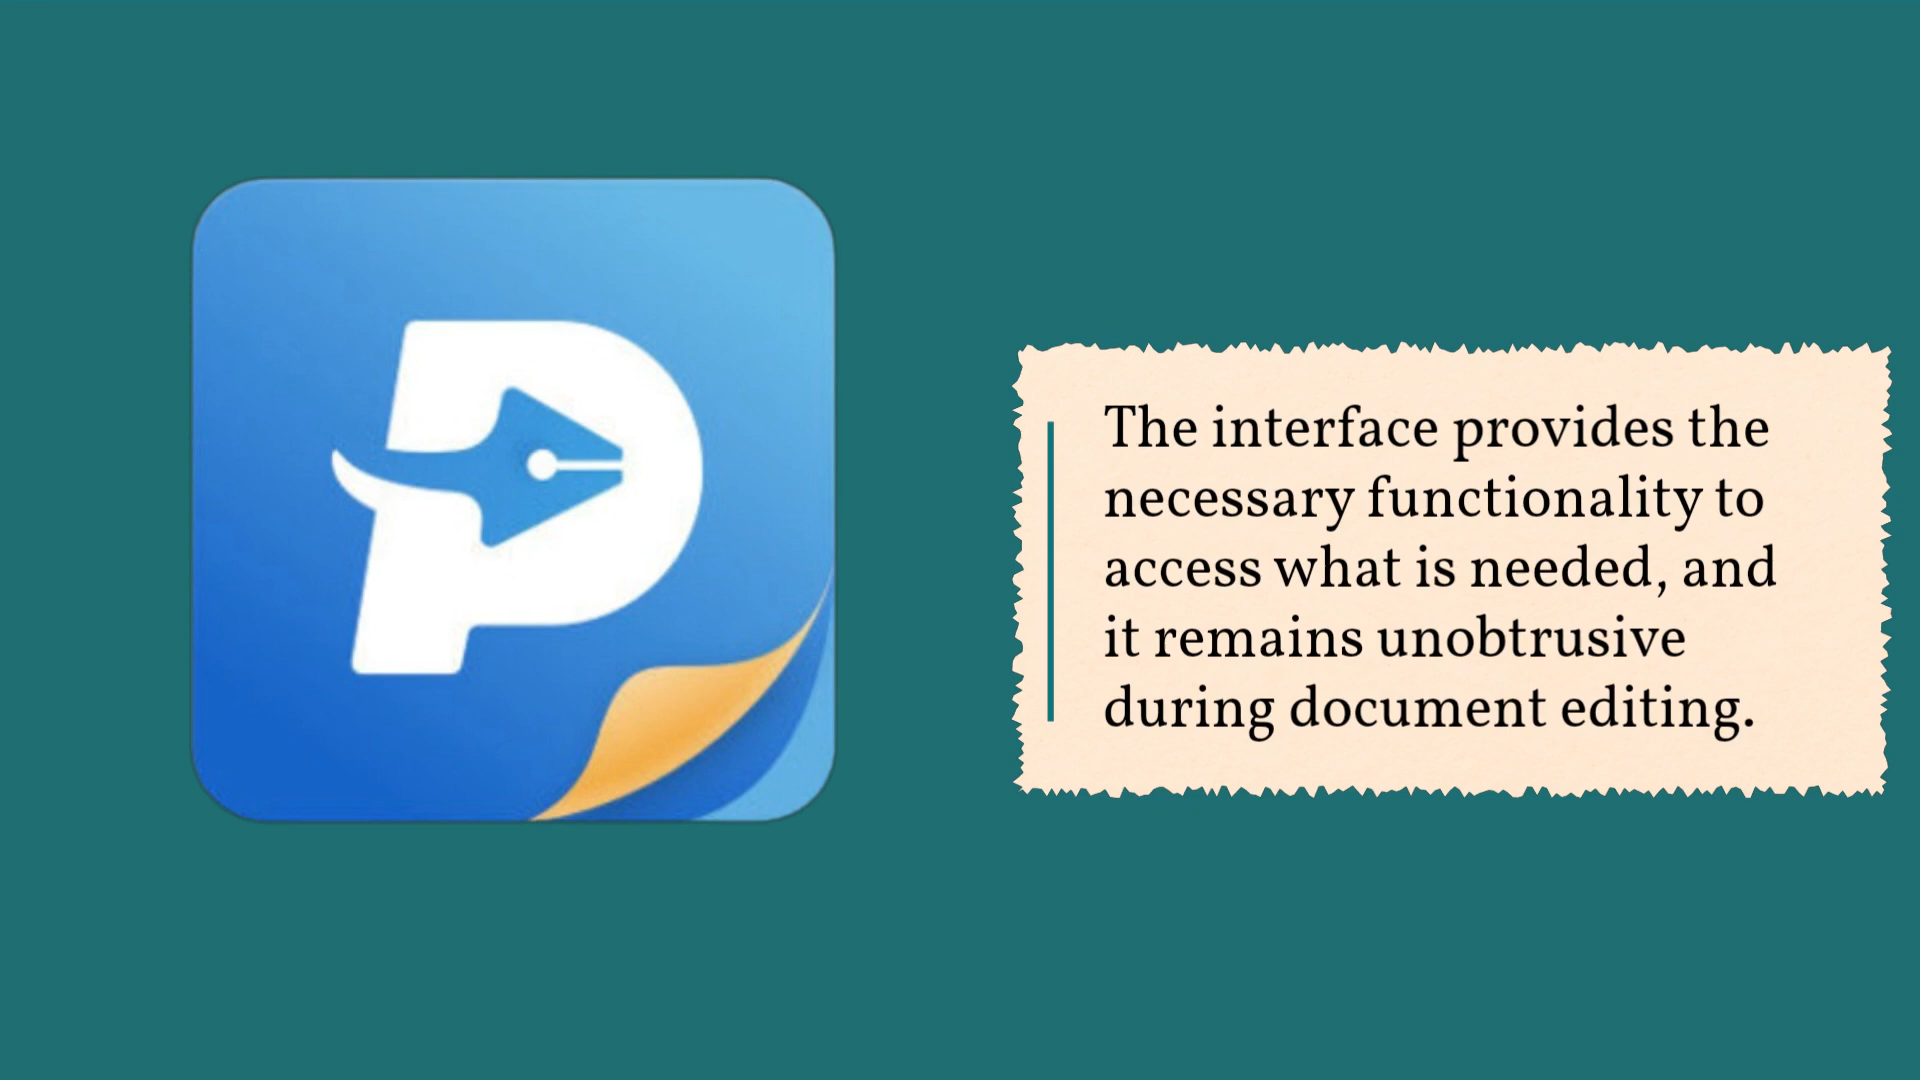 The interface provides the
necessary functionality to
access what is needed, and
it remains unobtrusive
during document editing.